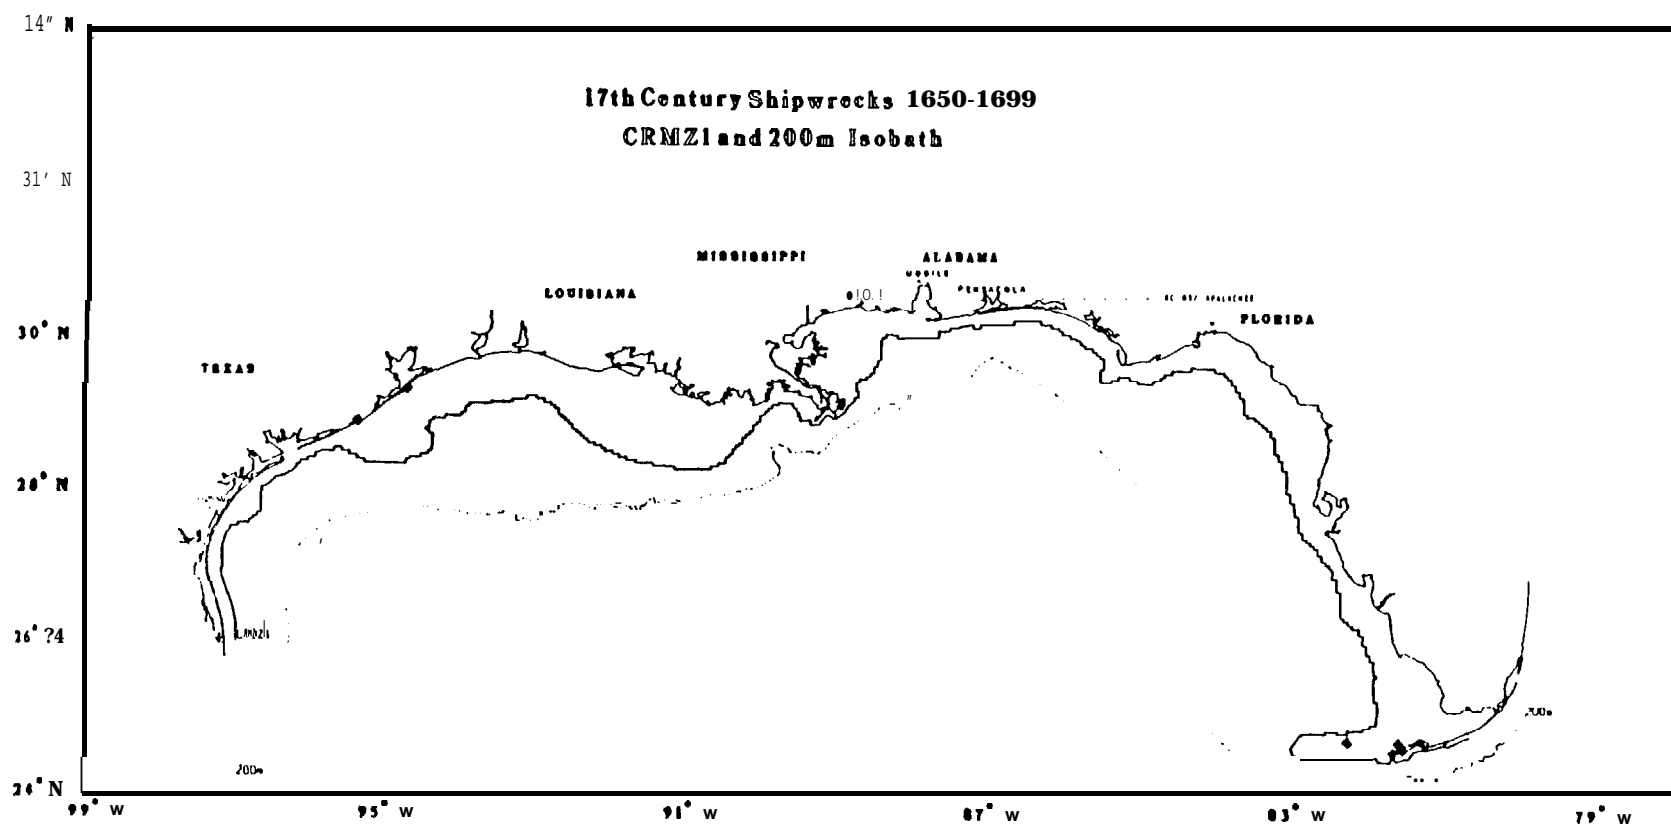 14" N
17th Century Shipwrecks 1650-1699
CRMZ1 and 200m Isobath
31' N
MISSISSIPPI
ALABAMA
MOBILE
PENSACOLA
LOUISIANA
FLORIDA
30° N
TEXAS
28° N
26° ?4
200m
200m
24° N
99° W
95° W
91° W
87° W
83° W
79° W